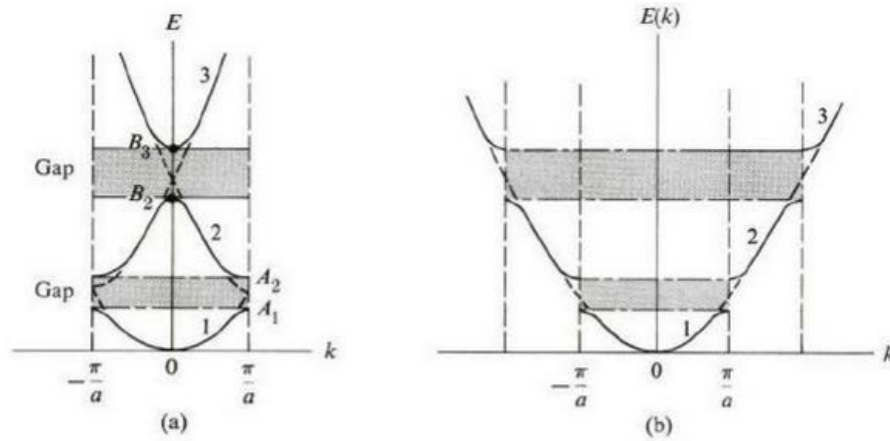 E
3
B₃
Gap
B₂
2
Gap
A₂
A₁
1
k
−π/a
0
π/a
(a)
E(k)
3
2
1
k
−π/a
0
π/a
(b)